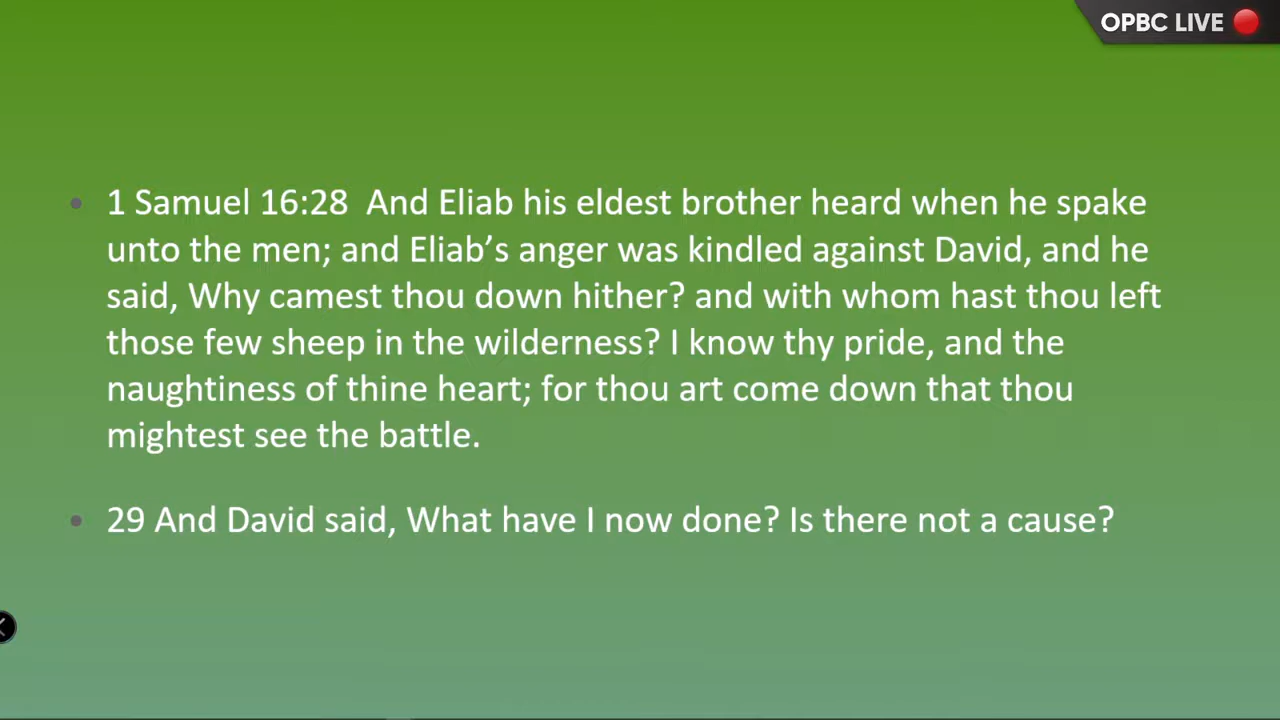 OPBC LIVE
• 1 Samuel 16:28  And Eliab his eldest brother heard when he spake
unto the men; and Eliab’s anger was kindled against David, and he
said, Why camest thou down hither? and with whom hast thou left
those few sheep in the wilderness? I know thy pride, and the
naughtiness of thine heart; for thou art come down that thou
mightest see the battle.
• 29 And David said, What have I now done? Is there not a cause?